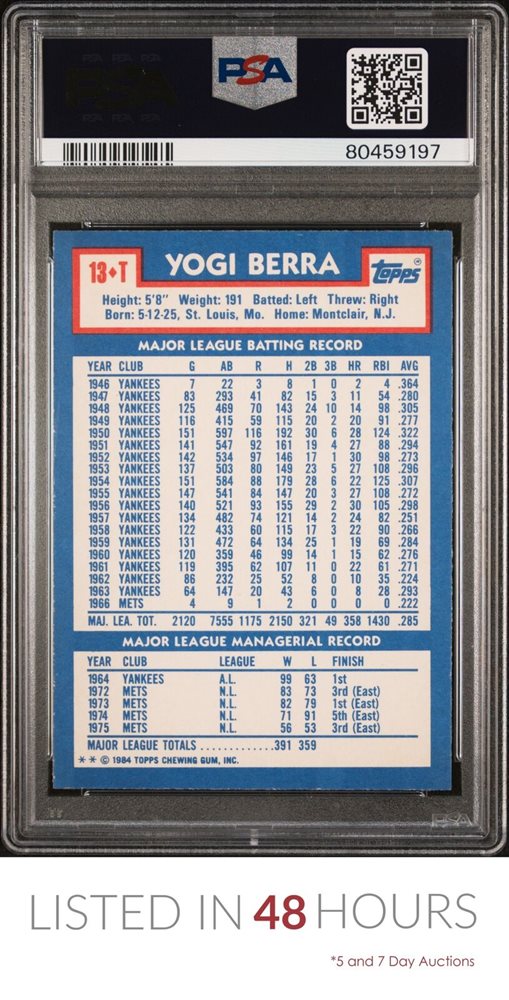 PSA
80459197
13♦T YOGI BERRA Topps®
Height: 5'8" Weight: 191 Batted: Left Threw: Right
Born: 5-12-25, St. Louis, Mo. Home: Montclair, N.J.
MAJOR LEAGUE BATTING RECORD
YEAR CLUB G AB R H 2B 3B HR RBI AVG
1946 YANKEES 7 22 3 8 1 0 2 4 .364
1947 YANKEES 83 293 41 82 15 3 11 54 .280
1948 YANKEES 125 469 70 143 24 10 14 98 .305
1949 YANKEES 116 415 59 115 20 2 20 91 .277
1950 YANKEES 151 597 116 192 30 6 28 124 .322
1951 YANKEES 141 547 92 161 19 4 27 88 .294
1952 YANKEES 142 534 97 146 17 1 30 98 .273
1953 YANKEES 137 503 80 149 23 5 27 108 .296
1954 YANKEES 151 584 88 179 28 6 22 125 .307
1955 YANKEES 147 541 84 147 20 3 27 108 .272
1956 YANKEES 140 521 93 155 29 2 30 105 .298
1957 YANKEES 134 482 74 121 14 2 24 82 .251
1958 YANKEES 122 433 60 115 17 3 22 90 .266
1959 YANKEES 131 472 64 134 25 1 19 69 .284
1960 YANKEES 120 359 46 99 14 1 15 62 .276
1961 YANKEES 119 395 62 107 11 0 22 61 .271
1962 YANKEES 86 232 25 52 8 0 10 35 .224
1963 YANKEES 64 147 20 43 6 0 8 28 .293
1966 METS 4 9 1 2 0 0 0 0 .222
MAJ. LEA. TOT. 2120 7555 1175 2150 321 49 358 1430 .285
MAJOR LEAGUE MANAGERIAL RECORD
YEAR CLUB LEAGUE W L FINISH
1964 YANKEES A.L. 99 63 1st
1972 METS N.L. 83 73 3rd (East)
1973 METS N.L. 82 79 1st (East)
1974 METS N.L. 71 91 5th (East)
1975 METS N.L. 56 53 3rd (East)
MAJOR LEAGUE TOTALS .............391 359
* * © 1984 TOPPS CHEWING GUM, INC.
PSA
LISTED IN 48 HOURS
*5 and 7 Day Auctions